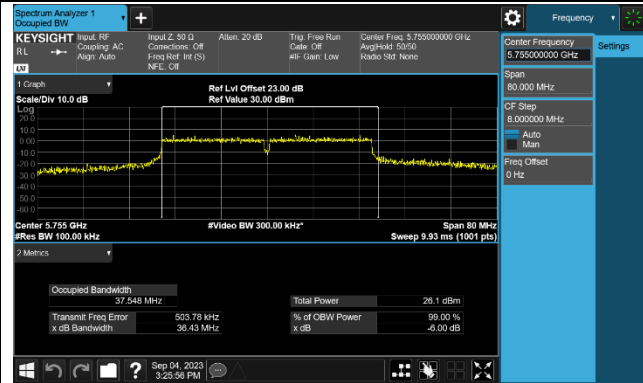 Spectrum Analyzer 1
Occupied BW
Frequency
KEYSIGHT
RL
Input: RF
Coupling: AC
Align: Auto
Input Z: 50 Ω
Corrections: Off
Freq Ref: Int (S)
NFE: Off
Atten: 20 dB
Trig: Free Run
Gate: Off
#IF Gain: Low
Center Freq: 5.755000000 GHz
Avg|Hold: 50/50
Radio Std: None
LXI
1 Graph
Scale/Div 10.0 dB
Ref Lvl Offset 23.00 dB
Ref Value 30.00 dBm
Log
20.0
10.0
0.00
-10.0
-20.0
-30.0
-40.0
-50.0
-60.0
Center 5.755 GHz
#Video BW 300.00 kHz*
Span 80 MHz
#Res BW 100.00 kHz
Sweep 9.93 ms (1001 pts)
2 Metrics
Occupied Bandwidth
37.548 MHz
Total Power
26.1 dBm
Transmit Freq Error
503.78 kHz
% of OBW Power
99.00 %
x dB Bandwidth
36.43 MHz
x dB
-6.00 dB
Center Frequency
5.755000000 GHz
Settings
Span
80.000 MHz
CF Step
8.000000 MHz
Auto
Man
Freq Offset
0 Hz
Sep 04, 2023
3:25:56 PM